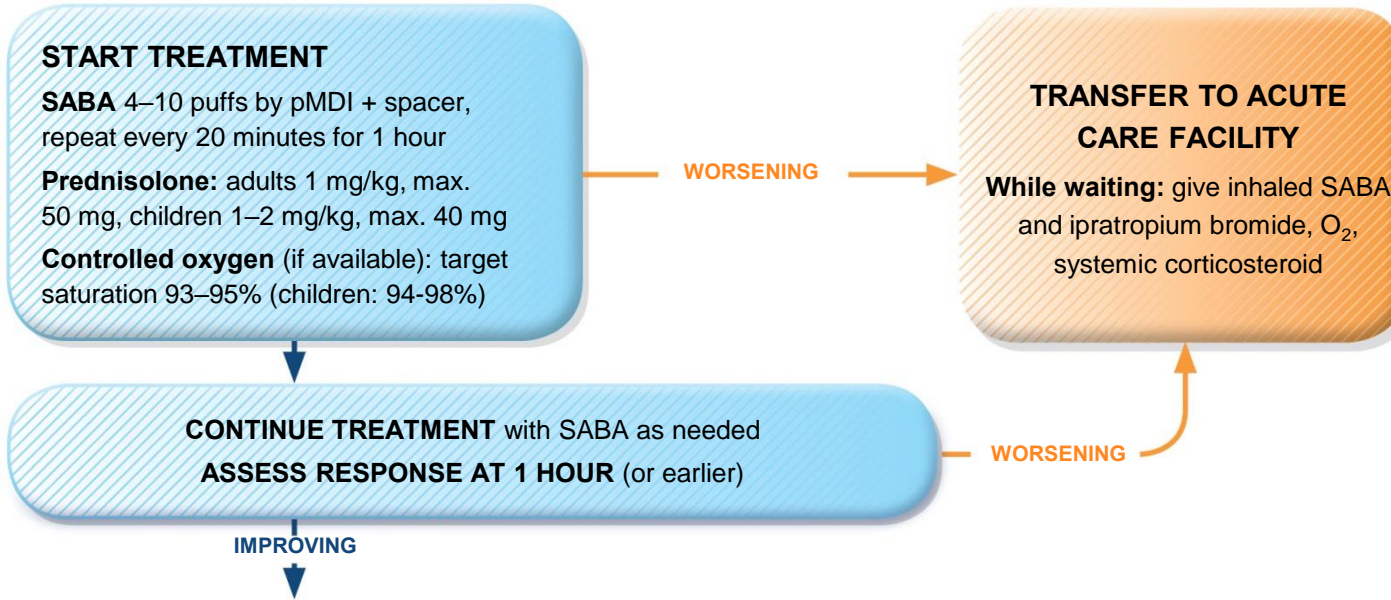 START TREATMENT
SABA 4–10 puffs by pMDI + spacer,
repeat every 20 minutes for 1 hour
Prednisolone: adults 1 mg/kg, max.
50 mg, children 1–2 mg/kg, max. 40 mg
Controlled oxygen (if available): target
saturation 93–95% (children: 94-98%)
WORSENING
TRANSFER TO ACUTE
CARE FACILITY
While waiting: give inhaled SABA
and ipratropium bromide, O₂,
systemic corticosteroid
CONTINUE TREATMENT with SABA as needed
ASSESS RESPONSE AT 1 HOUR (or earlier)
WORSENING
IMPROVING